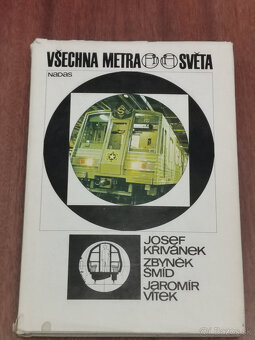 VŠECHNA METRA SVĚTA
NADAS
JOSEF
KŘIVÁNEK
ZBYNĚK
ŠMÍD
JAROMÍR
VÍTEK